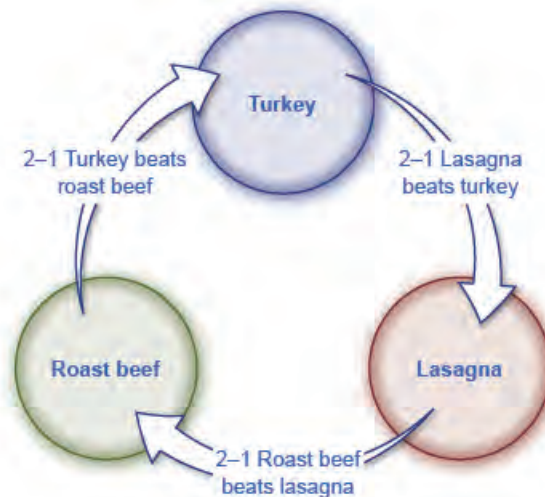 Turkey
2–1 Turkey beats
roast beef
2–1 Lasagna
beats turkey
Roast beef
Lasagna
2–1 Roast beef
beats lasagna